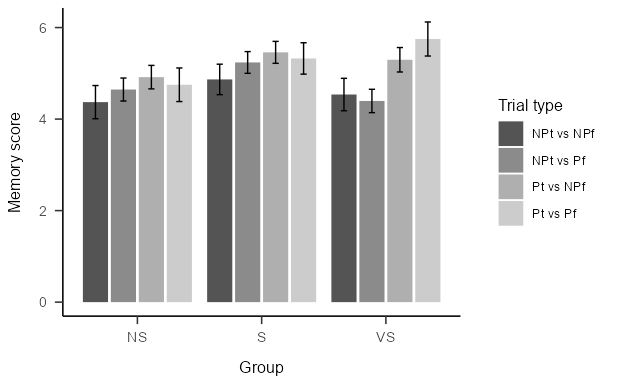 6
4
2
0
Memory score
NS
S
VS
Group
Trial type
NPt vs NPf
NPt vs Pf
Pt vs NPf
Pt vs Pf